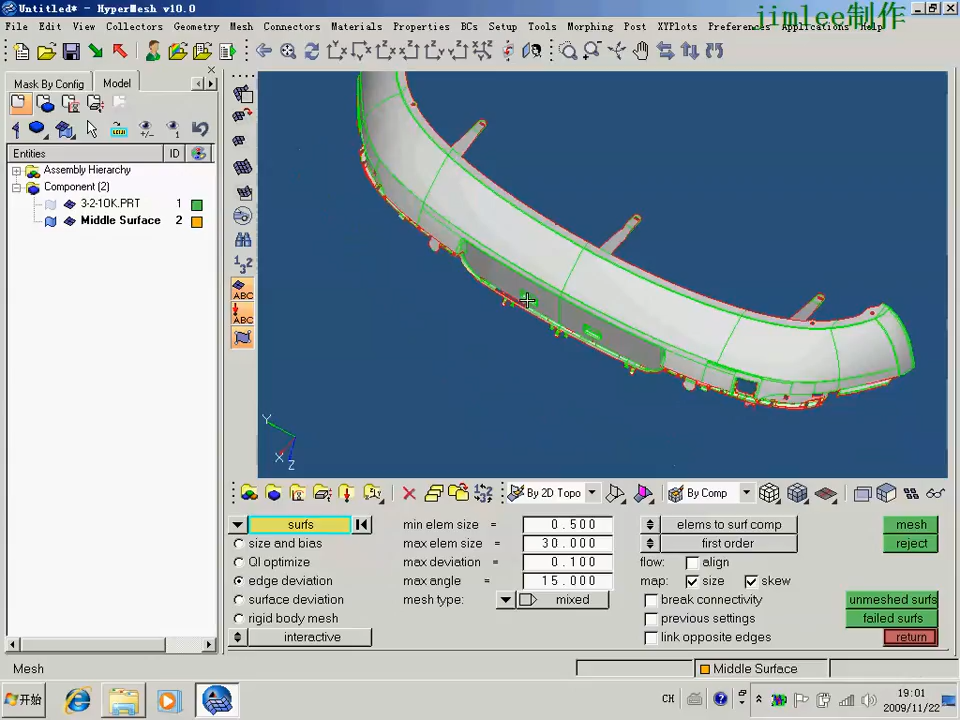 Untitled* - HyperMesh v10.0
jimlee制作
File Edit View Collectors Geometry Mesh Connectors Materials Properties BCs Setup Tools Morphing Post XYPlots Preferences Applications Help
Mask By Config Model
Entities ID
Assembly Hierarchy
Component (2)
3-2-1OK.PRT 1
Middle Surface 2
123
ABC
ABC
Y
X
Z
By 2D Topo By Comp
surfs min elem size = 0.500 elems to surf comp mesh
size and bias max elem size = 30.000 first order reject
QI optimize max deviation = 0.100 flow: align
edge deviation max angle = 15.000 map: size skew
surface deviation mesh type: mixed break connectivity unmeshed surfs
rigid body mesh previous settings failed surfs
interactive link opposite edges return
Mesh Middle Surface
开始 CH 19:01
2009/11/22